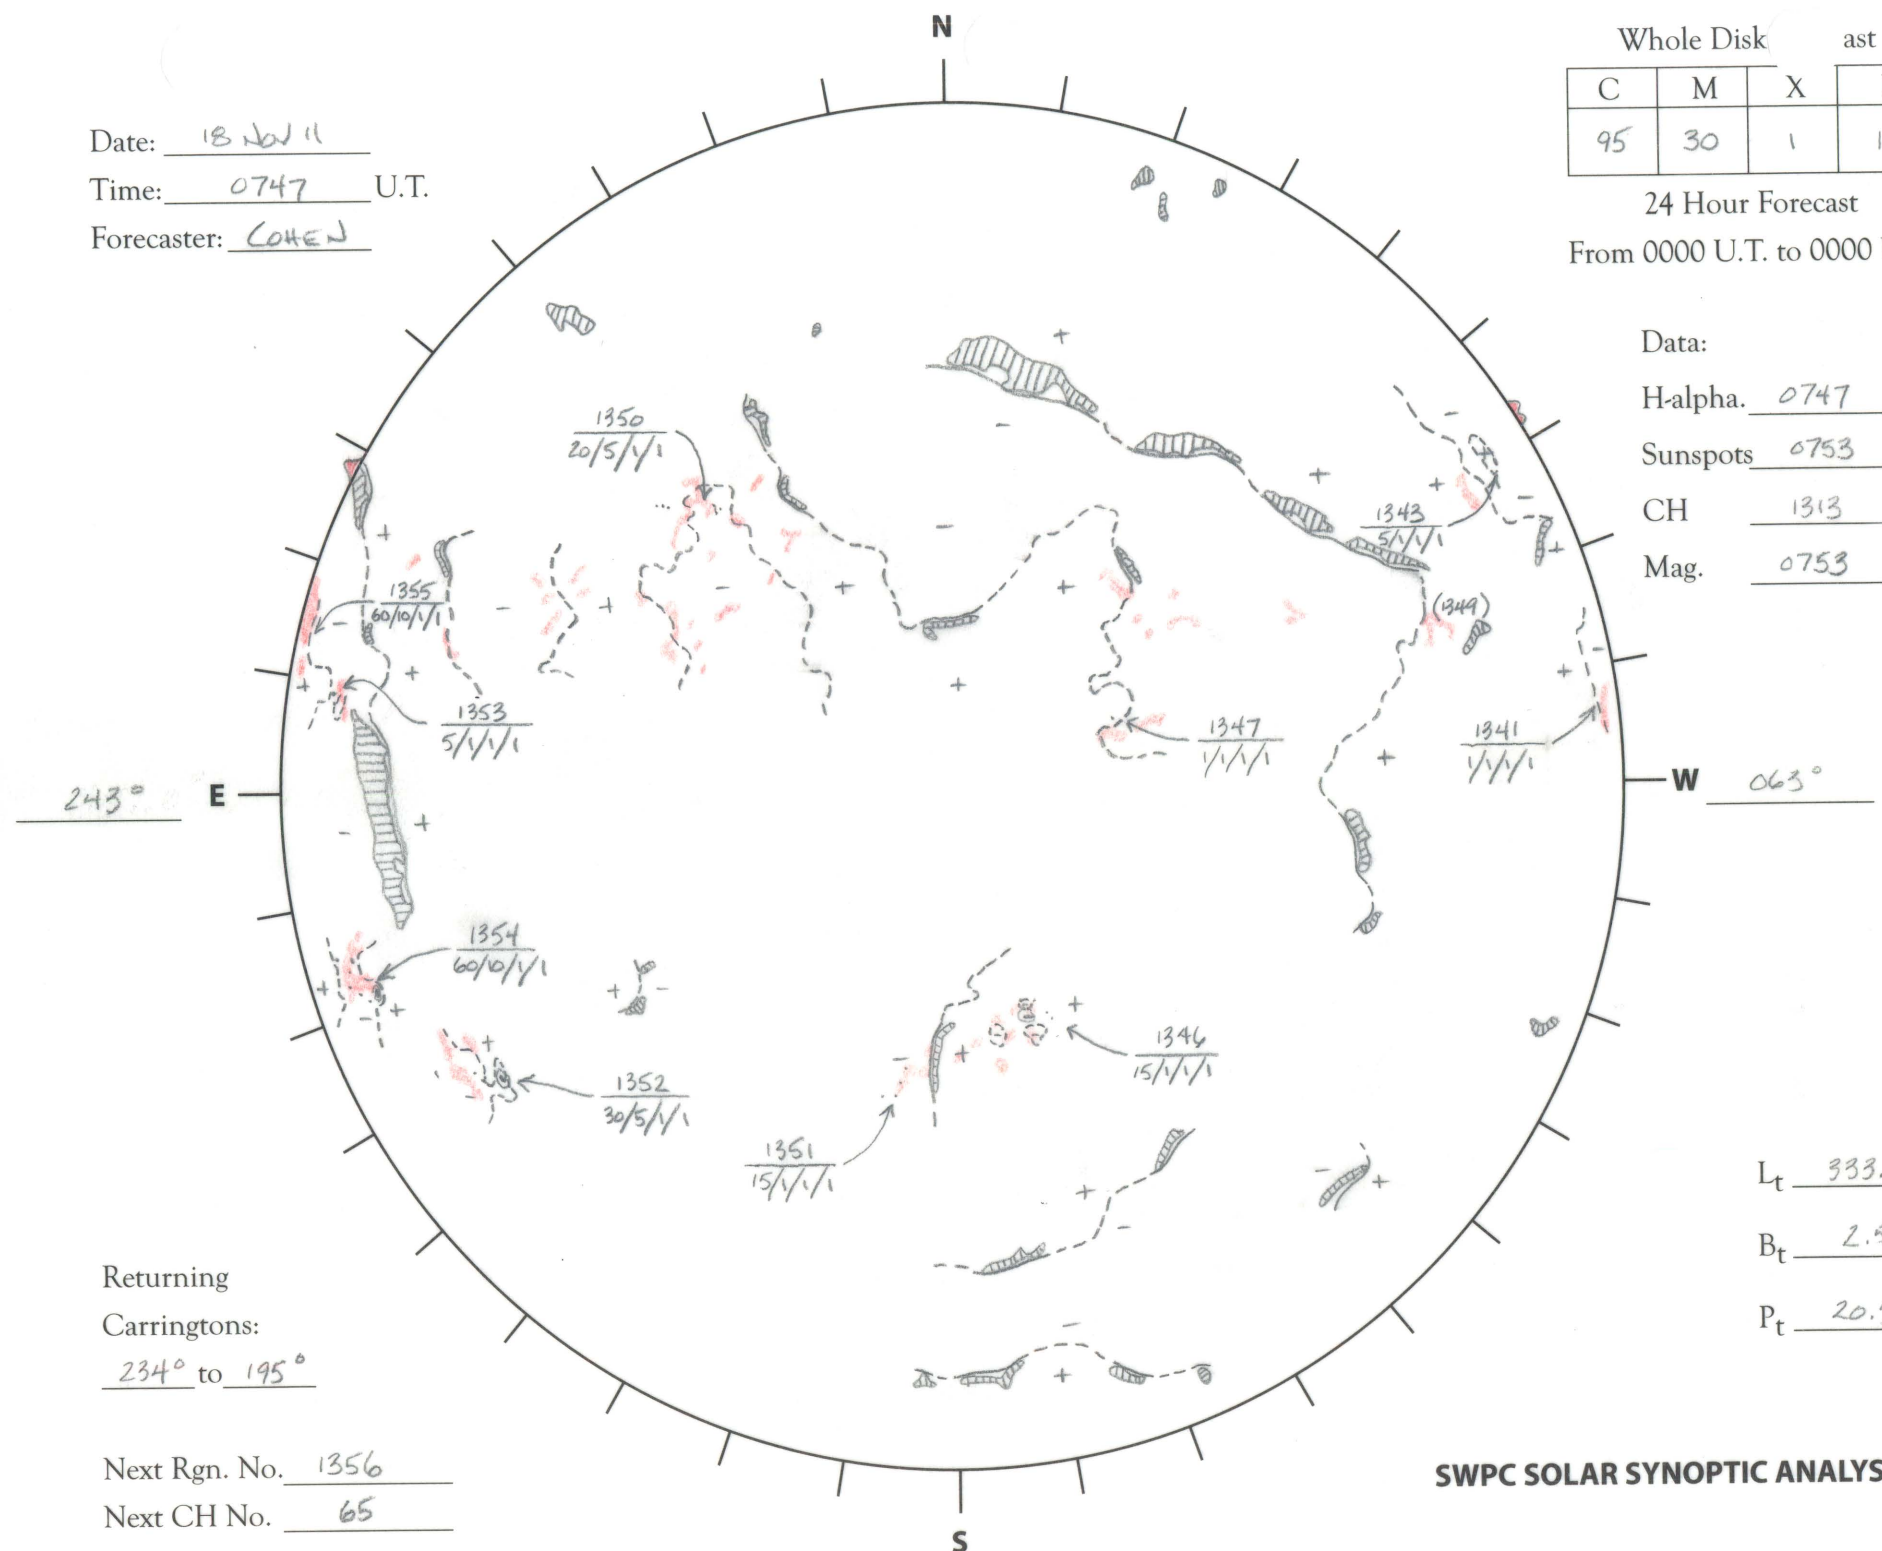 N
Whole Disk ast
C M X
95 30 1 1
24 Hour Forecast
From 0000 U.T. to 0000
Date: 18 Nov 11
Time: 0747 U.T.
Forecaster: COHEN
Data:
H-alpha. 0747
Sunspots 0753
CH 1313
Mag. 0753
1350
20/5/1/1
1343
5/1/1/1
1355
60/10/1/1
(1349)
1353
5/1/1/1
1347
1/1/1/1
1341
1/1/1/1
243° E
W 063°
1354
60/10/1/1
1346
15/1/1/1
1352
30/5/1/1
1351
15/1/1/1
Lt 333.
Bt 2.
Pt 20.
Returning
Carringtons:
234° to 195°
Next Rgn. No. 1356
Next CH No. 65
SWPC SOLAR SYNOPTIC ANALYS
S